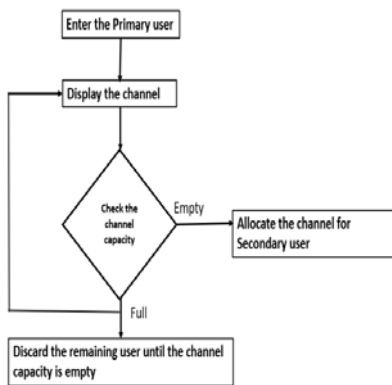 Enter the Primary user
Display the channel
Check the
channel
capacity
Empty
Allocate the channel for
Secondary user
Full
Discard the remaining user until the channel
capacity is empty